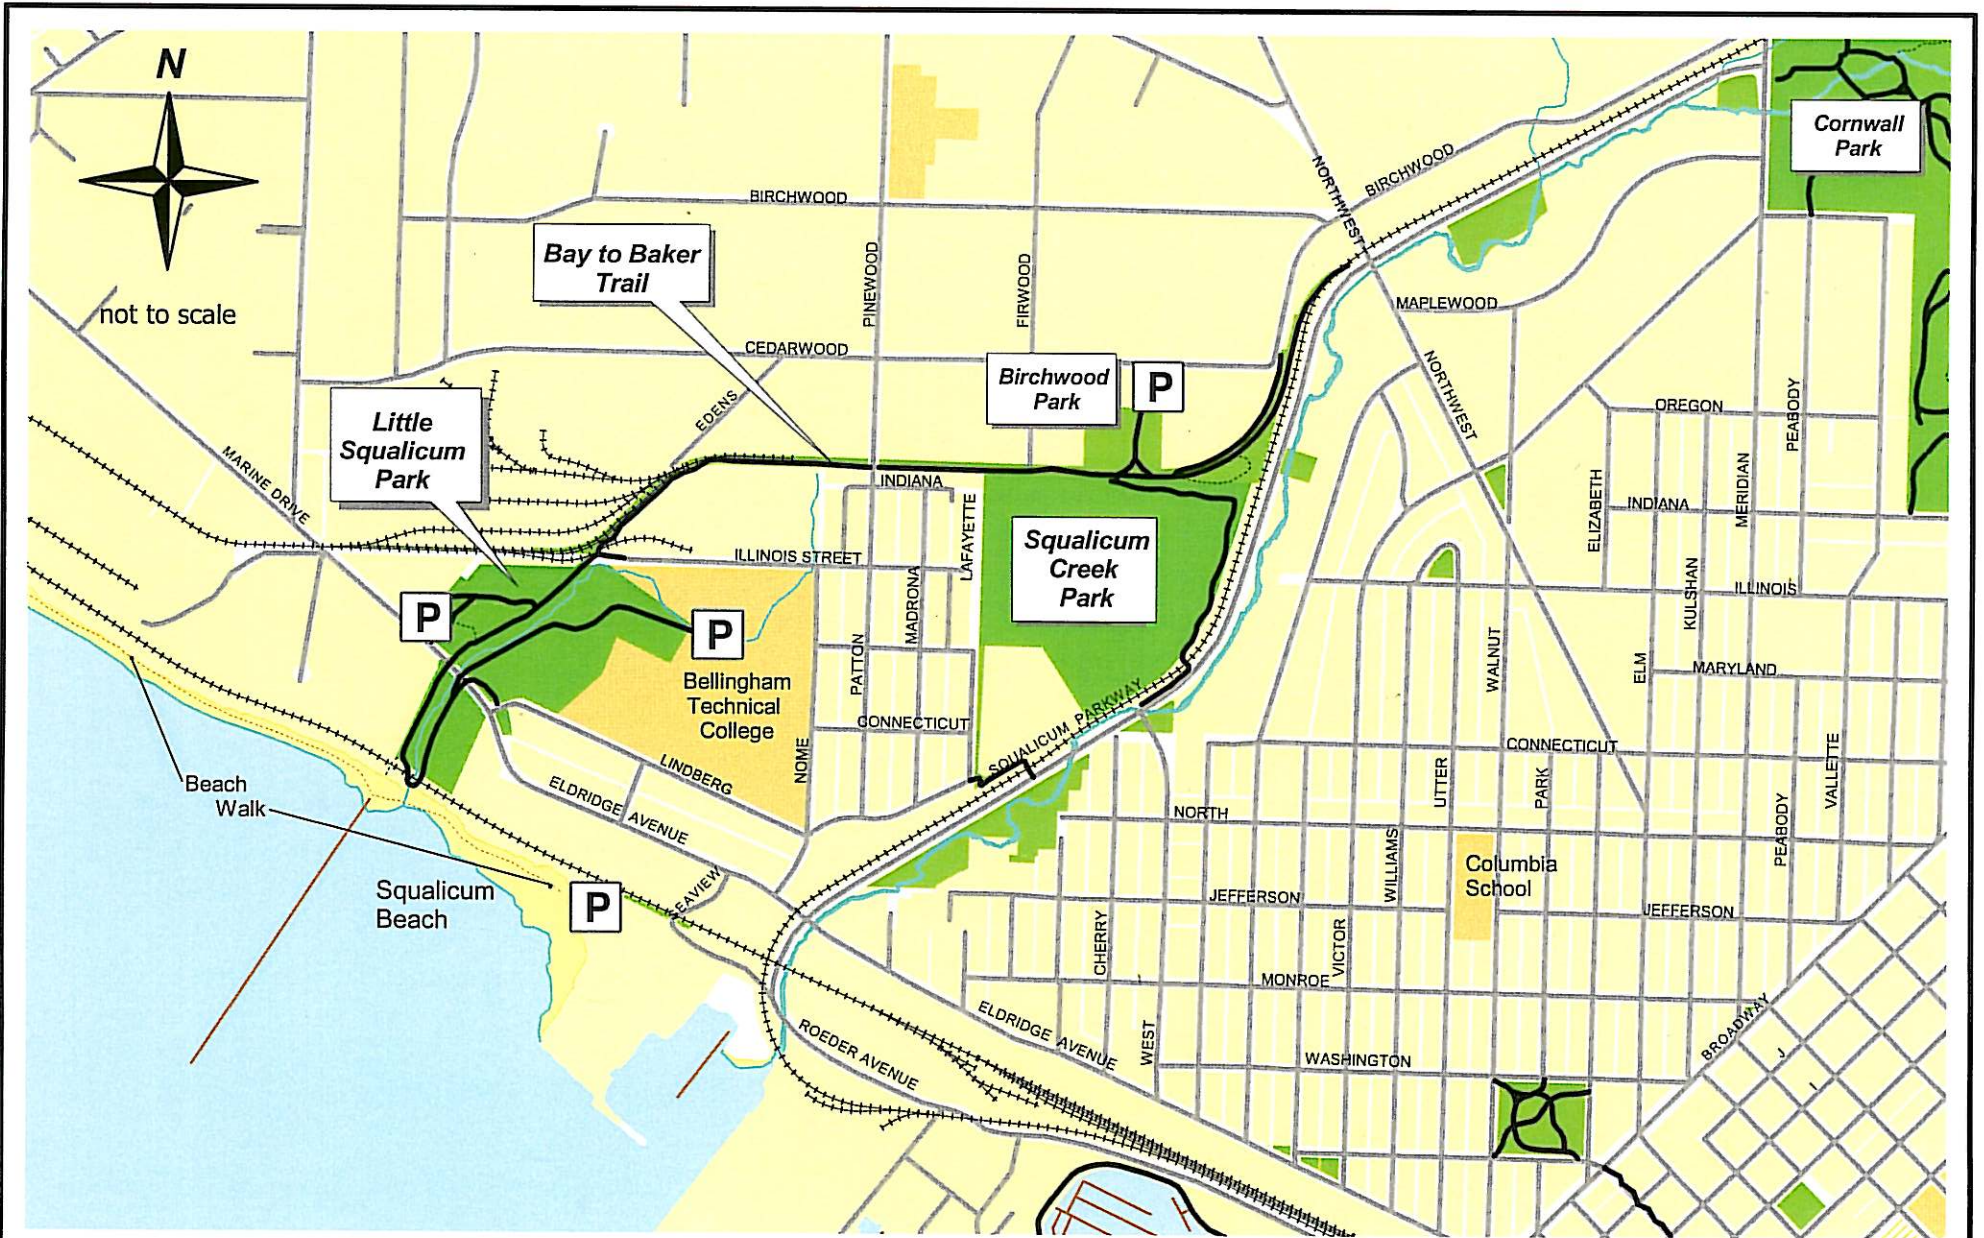 N
not to scale
Cornwall
Park
NORTHWEST
BIRCHWOOD
BIRCHWOOD
Bay to Baker
Trail
PINEWOOD
FIRWOOD
MAPLEWOOD
CEDARWOOD
Birchwood
Park
P
NORTHWEST
Little
Squalicum
Park
EDENS
OREGON
PEABODY
MARINE DRIVE
INDIANA
LAFAYETTE
ELIZABETH
INDIANA
MERIDIAN
Squalicum
Creek
Park
ILLINOIS STREET
MADRONA
KULSHAN
ILLINOIS
P
P
PATTON
WALNUT
ELM
MARYLAND
Bellingham
Technical
College
SQUALICUM PARKWAY
CONNECTICUT
CONNECTICUT
NOME
LINDBERG
UTTER
PARK
VALLETTE
Beach
Walk
ELDRIDGE AVENUE
NORTH
PEABODY
WILLIAMS
Columbia
School
Squalicum
Beach
P
SEAVIEW
JEFFERSON
JEFFERSON
CHERRY
VICTOR
MONROE
ELDRIDGE AVENUE
ROEDER AVENUE
WEST
WASHINGTON
BROADWAY
J
I